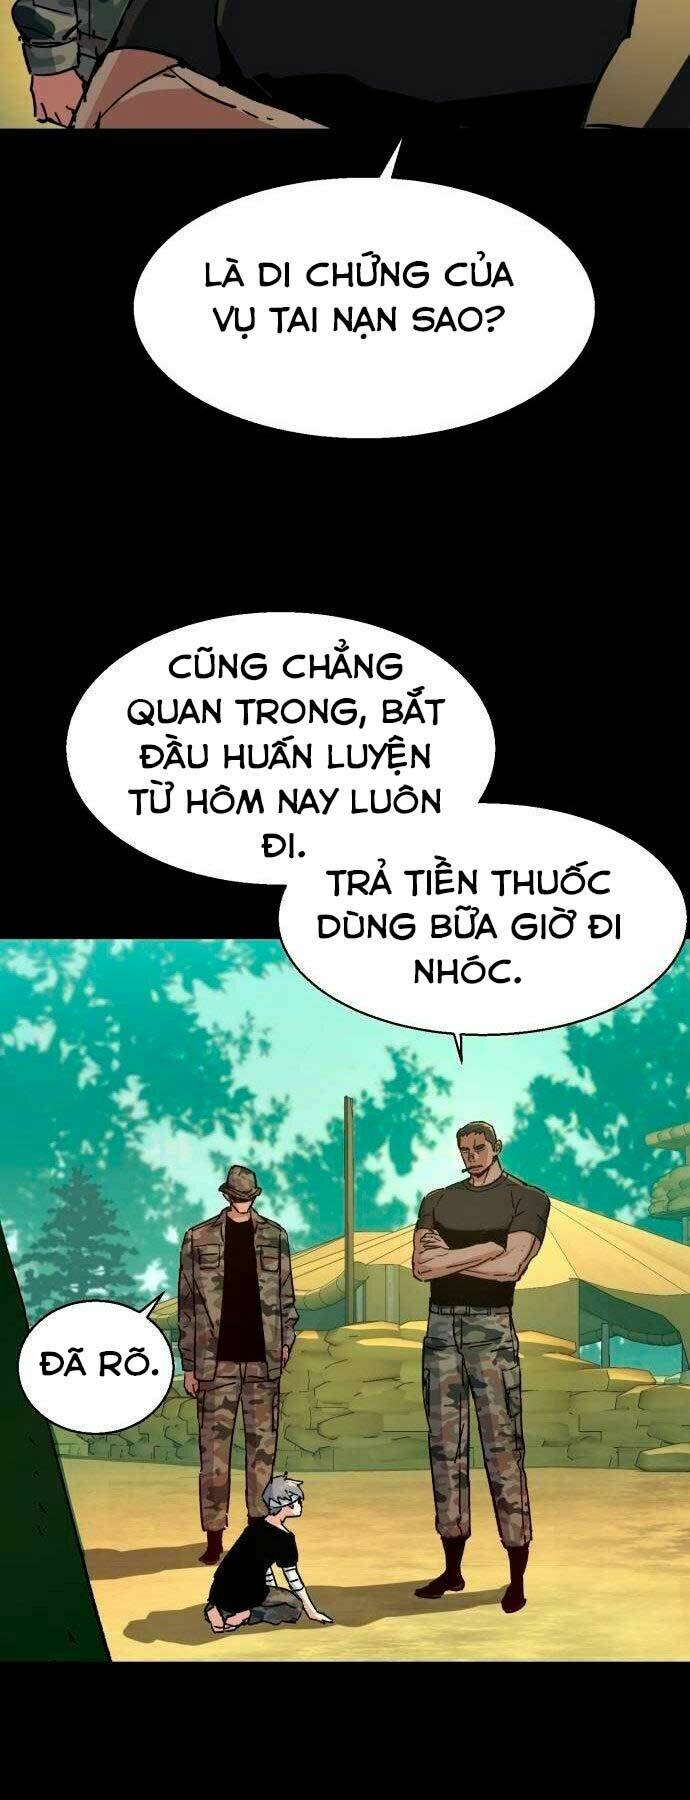 LÀ DI CHỨNG CỦA
VỤ TAI NẠN SAO?
CŨNG CHẲNG
QUAN TRONG, BẮT
ĐẦU HUẤN LUYỆN
TỪ HÔM NAY LUÔN
ĐI.
TRẢ TIỀN THUỐC
DÙNG BỮA GIỜ ĐI
NHÓC.
ĐÃ RÕ.